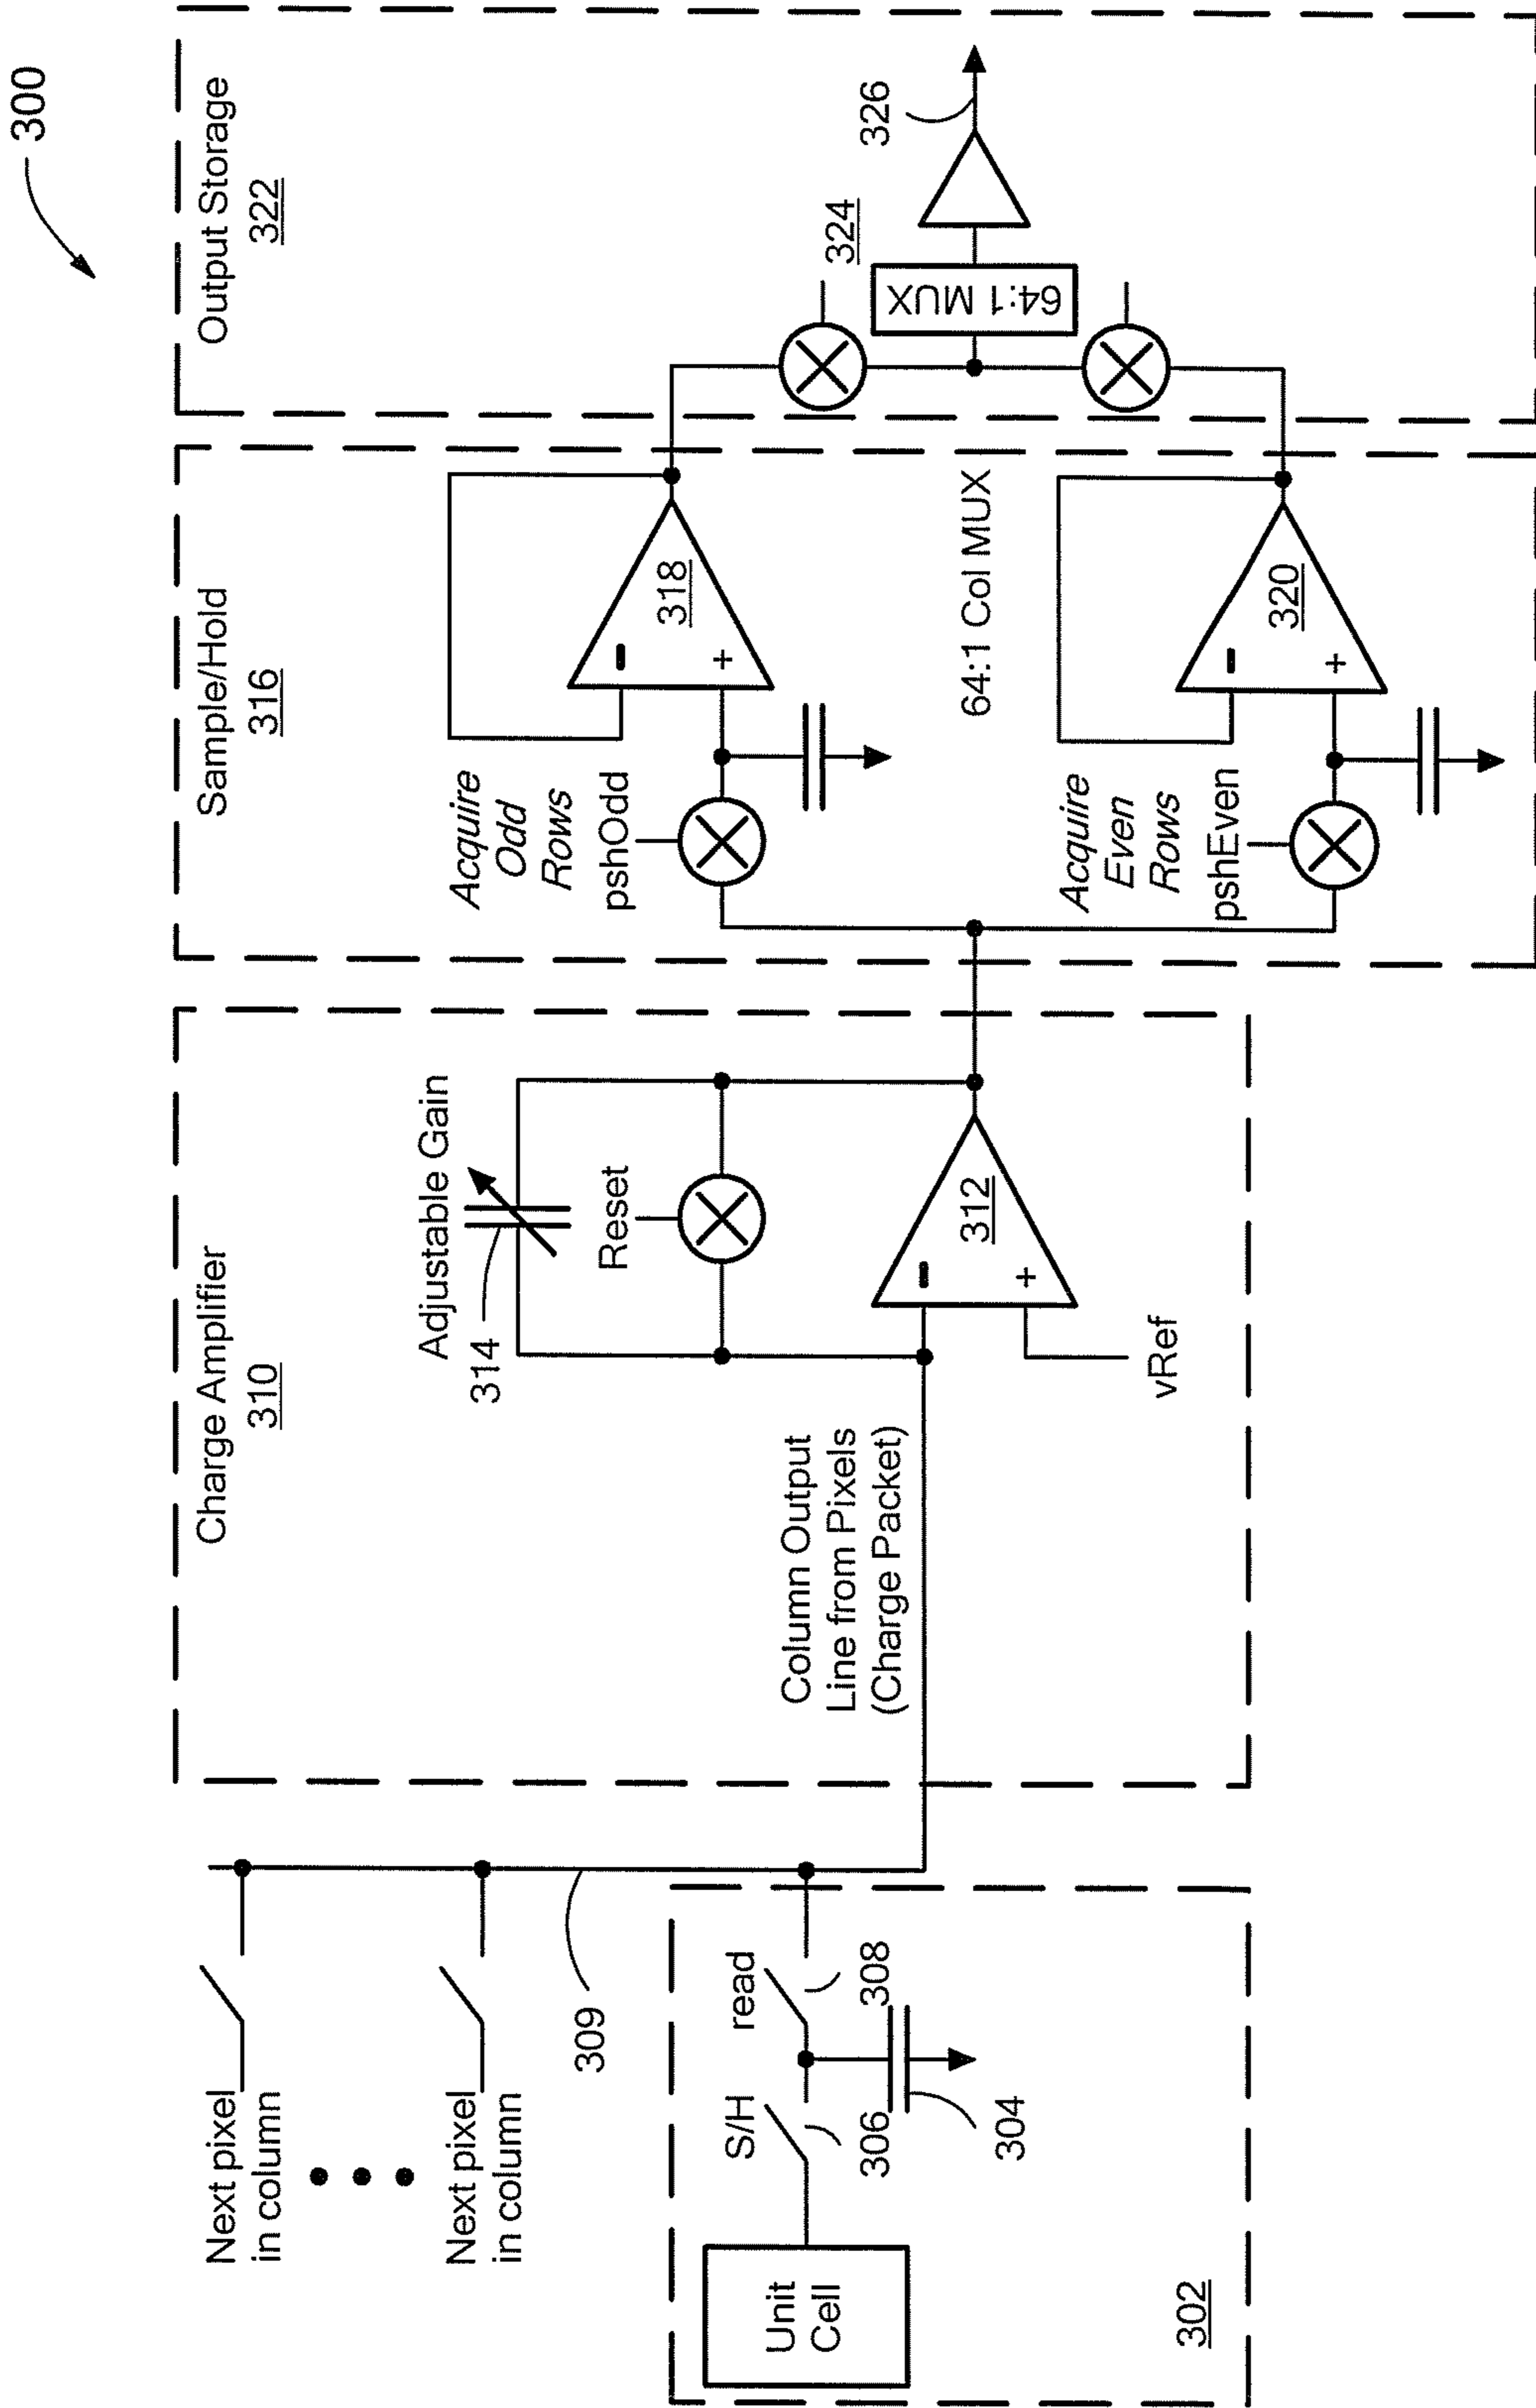 300
Next pixel
in column
Next pixel
in column
309
Unit
Cell
S/H
306
read
308
304
302
Charge Amplifier
310
Adjustable Gain
314
Reset
312
vRef
Column Output
Line from Pixels
(Charge Packet)
-
+
Sample/Hold
316
Acquire
Odd
Rows
pshOdd
318
-
+
64:1 Col MUX
Acquire
Even
Rows
pshEven
320
-
+
Output Storage
322
324
64:1 MUX
326